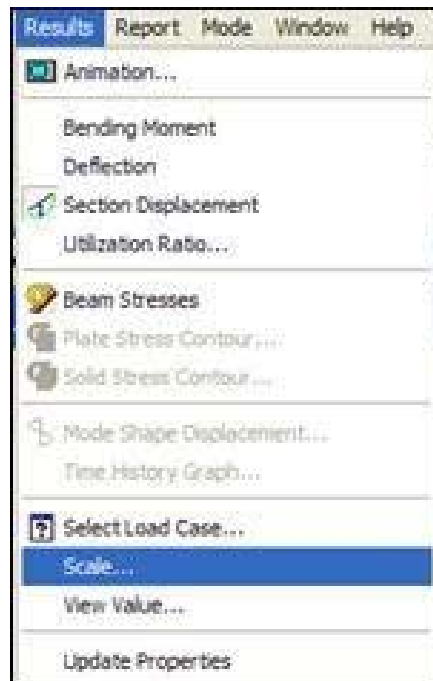 Results Report Mode Window Help
Animation...
Bending Moment
Deflection
Section Displacement
Utilization Ratio...
Beam Stresses
Plate Stress Contour...
Solid Stress Contour...
Mode Shape Displacement...
Time History Graph...
Select Load Case...
Scale...
View Value...
Update Properties